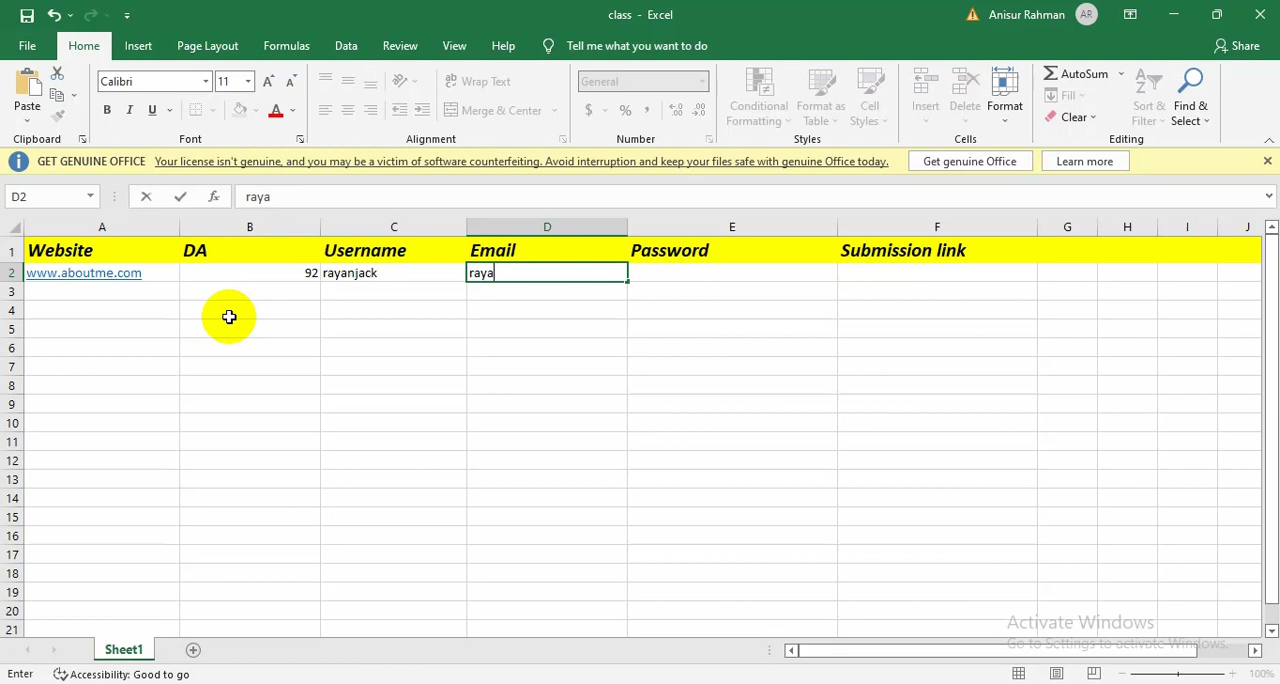 class - Excel
Anisur Rahman
AR
File Home Insert Page Layout Formulas Data Review View Help Tell me what you want to do
Share
Calibri 11
Wrap Text
General
AutoSum
Paste
B I U
A
Merge & Center
$ % ,
Conditional Formatting
Format as Table
Cell Styles
Insert
Delete
Format
Fill
Clear
Sort & Filter
Find & Select
Clipboard Font Alignment Number Styles Cells Editing
GET GENUINE OFFICE Your license isn't genuine, and you may be a victim of software counterfeiting. Avoid interruption and keep your files safe with genuine Office today. Get genuine Office Learn more
D2 fx raya
A B C D E F G H I J
1 Website DA Username Email Password Submission link
2 www.aboutme.com 92 rayanjack raya
3
4
5
6
7
8
9
10
11
12
13
14
15
16
17
18
19
20
21
Activate Windows
Go to Settings to activate Windows.
Sheet1
Enter Accessibility: Good to go 100%